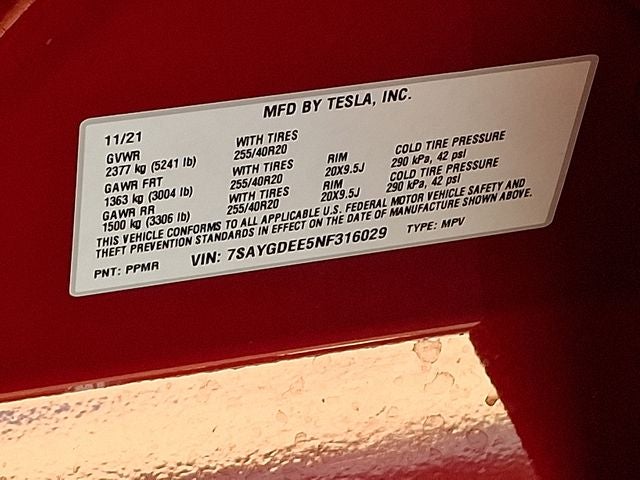 MFD BY TESLA, INC.
11/21
GVWR WITH TIRES
2377 kg (5241 lb) 255/40R20 RIM COLD TIRE PRESSURE
GAWR FRT WITH TIRES 20X9.5J 290 kPa, 42 psi
1363 kg (3004 lb) 255/40R20 RIM COLD TIRE PRESSURE
GAWR RR WITH TIRES 20X9.5J 290 kPa, 42 psi
1500 kg (3306 lb) 255/40R20
THIS VEHICLE CONFORMS TO ALL APPLICABLE U.S. FEDERAL MOTOR VEHICLE SAFETY AND
THEFT PREVENTION STANDARDS IN EFFECT ON THE DATE OF MANUFACTURE SHOWN ABOVE.
PNT: PPMR VIN: 7SAYGDEE5NF316029 TYPE: MPV